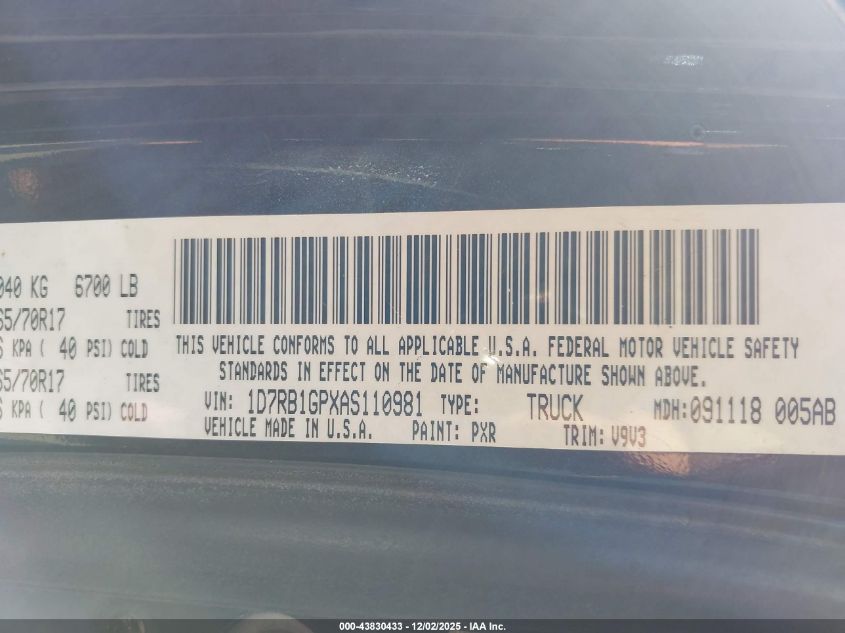 040 KG 6700 LB
65/70R17 TIRES
KPA ( 40 PSI) COLD
65/70R17 TIRES
KPA ( 40 PSI) COLD
THIS VEHICLE CONFORMS TO ALL APPLICABLE U.S.A. FEDERAL MOTOR VEHICLE SAFETY
STANDARDS IN EFFECT ON THE DATE OF MANUFACTURE SHOWN ABOVE.
VIN: 1D7RB1GPXAS110981 TYPE: TRUCK MDH:091118 005AB
VEHICLE MADE IN U.S.A. PAINT: PXR TRIM: V9V3
000-43830433 - 12/02/2025 - IAA Inc.